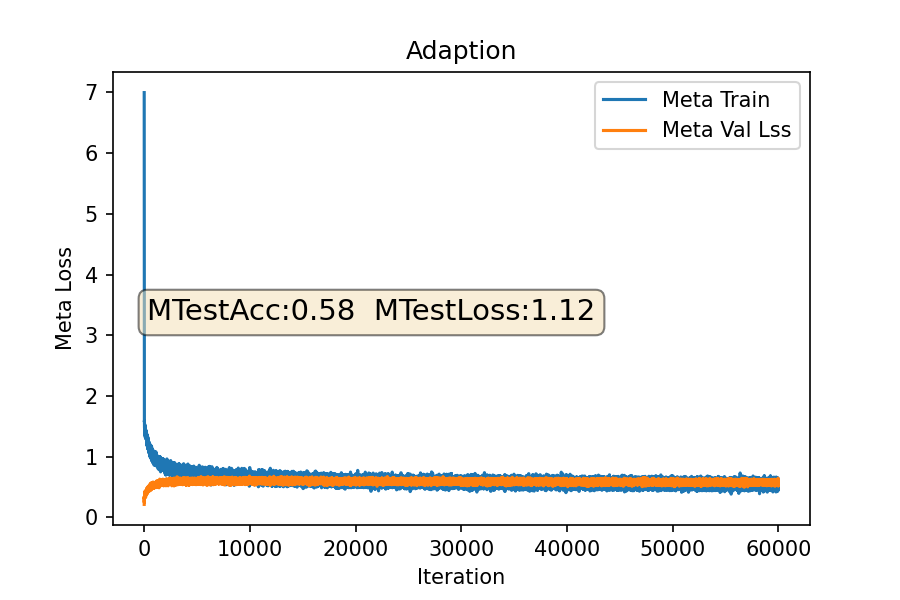 Adaption
Meta Train
Meta Val Lss
7
6
5
4
3
2
1
0
Meta Loss
MTestAcc:0.58  MTestLoss:1.12
0 10000 20000 30000 40000 50000 60000
Iteration